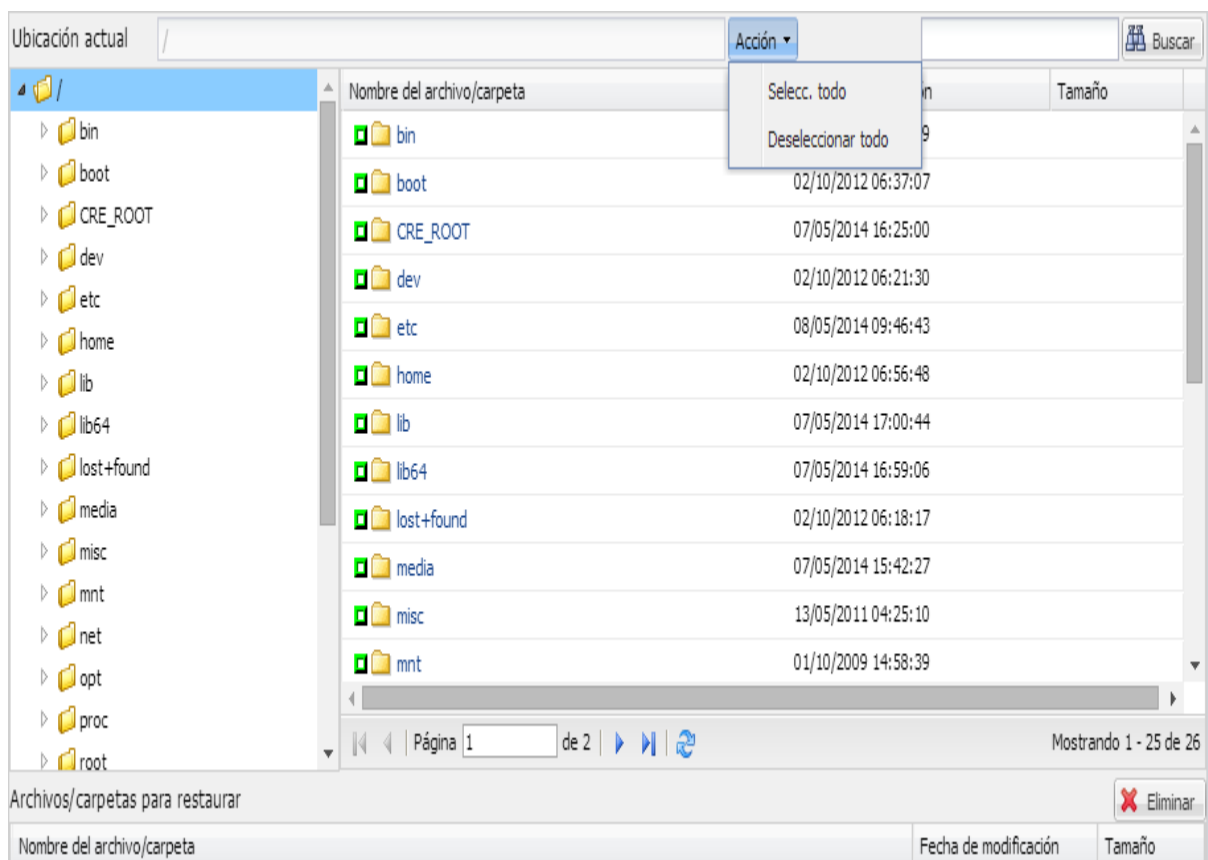 Ubicación actual / Acción Buscar
/
bin
boot
CRE_ROOT
dev
etc
home
lib
lib64
lost+found
media
misc
mnt
net
opt
proc
root
Selecc. todo
Deseleccionar todo
Nombre del archivo/carpeta ón Tamaño
bin 9
boot 02/10/2012 06:37:07
CRE_ROOT 07/05/2014 16:25:00
dev 02/10/2012 06:21:30
etc 08/05/2014 09:46:43
home 02/10/2012 06:56:48
lib 07/05/2014 17:00:44
lib64 07/05/2014 16:59:06
lost+found 02/10/2012 06:18:17
media 07/05/2014 15:42:27
misc 13/05/2011 04:25:10
mnt 01/10/2009 14:58:39
Página 1 de 2 Mostrando 1 - 25 de 26
Archivos/carpetas para restaurar Eliminar
Nombre del archivo/carpeta Fecha de modificación Tamaño